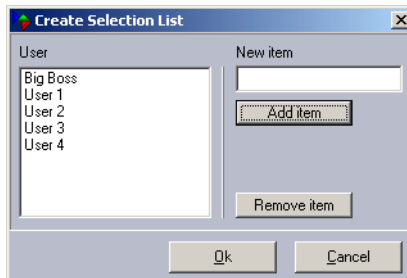 Create Selection List
User
New item
Big Boss
User 1
User 2
User 3
User 4
Add item
Remove item
Ok
Cancel